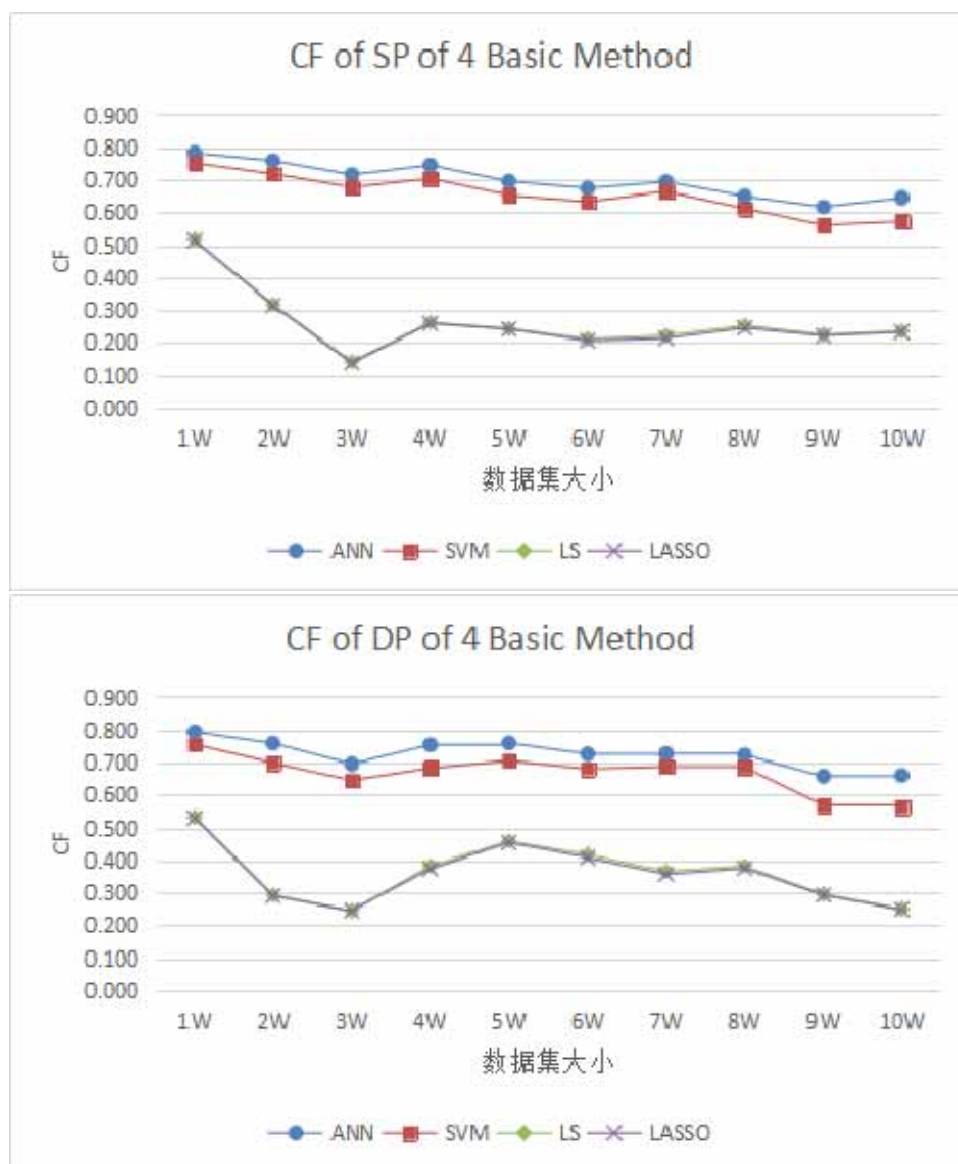 CF of SP of 4 Basic Method
0.900
0.800
0.700
0.600
0.500
0.400
0.300
0.200
0.100
0.000
CF
1W 2W 3W 4W 5W 6W 7W 8W 9W 10W
数据集大小
ANN SVM LS LASSO
CF of DP of 4 Basic Method
0.900
0.800
0.700
0.600
0.500
0.400
0.300
0.200
0.100
0.000
CF
1W 2W 3W 4W 5W 6W 7W 8W 9W 10W
数据集大小
ANN SVM LS LASSO